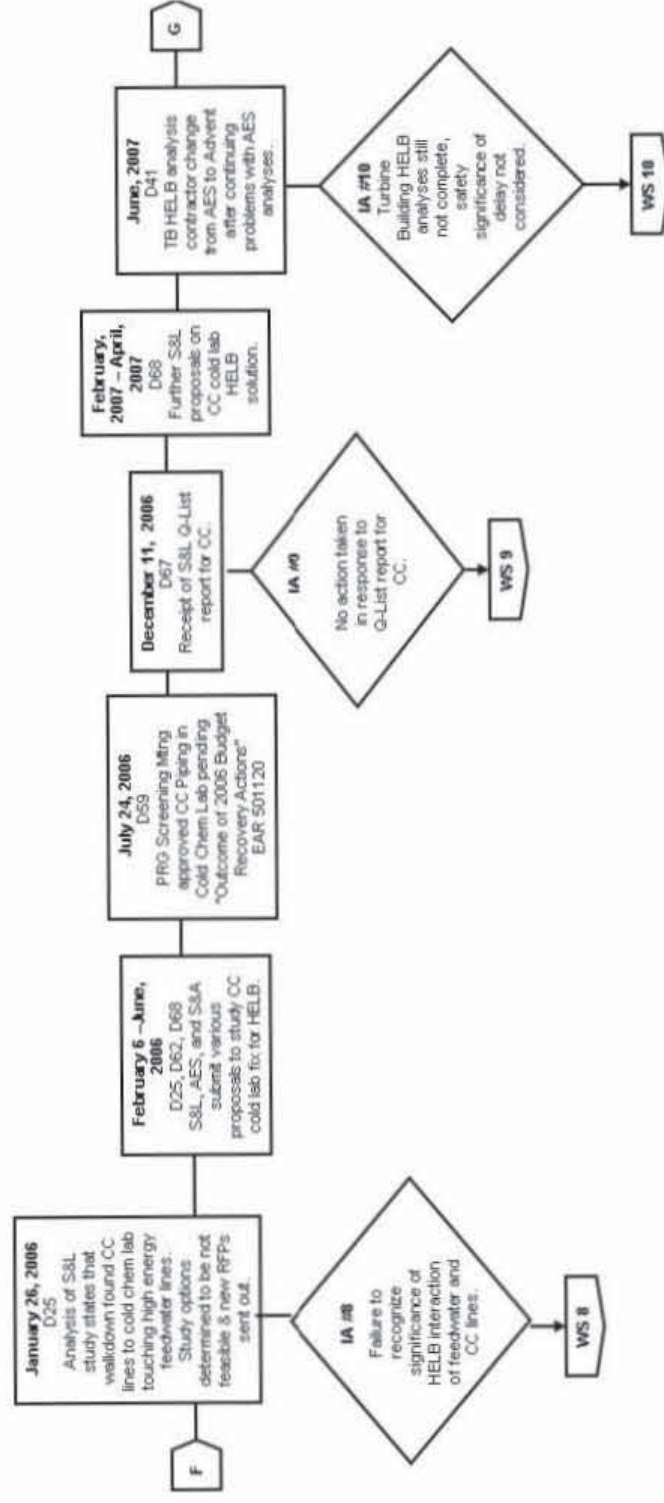 F
January 26, 2006
D25
Analysis of S&L
study states that
walkdown found CC
lines to cold chem lab
touching high energy
feedwater lines.
Study options
determined to be not
feasible & new RFPs
sent out.
IA #8
Failure to
recognize
significance of
HELB interaction
of feedwater and
CC lines.
WS 8
February 6 –June,
2006
D25, D62, D68
S&L, AES, and S&A
submit various
proposals to study CC
cold lab fix for HELB.
July 24, 2006
D59
PRG Screening Mtng
approved CC Piping in
Cold Chem Lab pending
"Outcome of 2006 Budget
Recovery Actions"
EAR 501120
December 11, 2006
D67
Receipt of S&L Q-List
report for CC.
IA #9
No action taken
in response to
Q-List report for
CC.
WS 9
February,
2007 – April,
2007
D68
Further S&L
proposals on
CC cold lab
HELB
solution.
June, 2007
D41
TB HELB analysis
contractor change
from AES to Advent
after continuing
problems with AES
analyses.
IA #10
Turbine
Building HELB
analyses still
not complete,
safety
significance of
delay not
considered.
WS 10
G